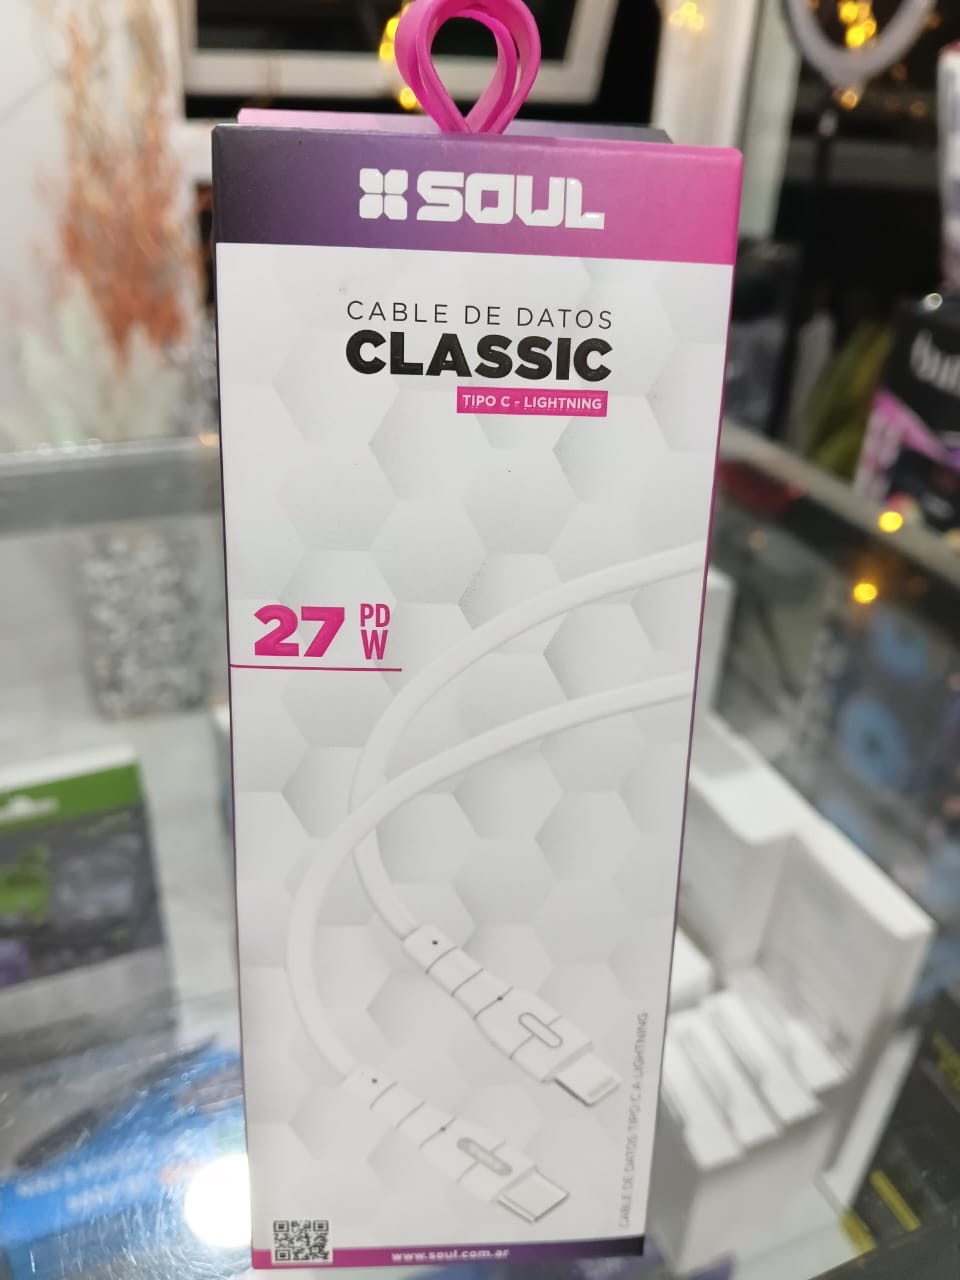 SOUL
CABLE DE DATOS
CLASSIC
TIPO C - LIGHTNING
27 PD
W
CABLE DE DATOS TIPO C A LIGHTNING
www.soul.com.ar